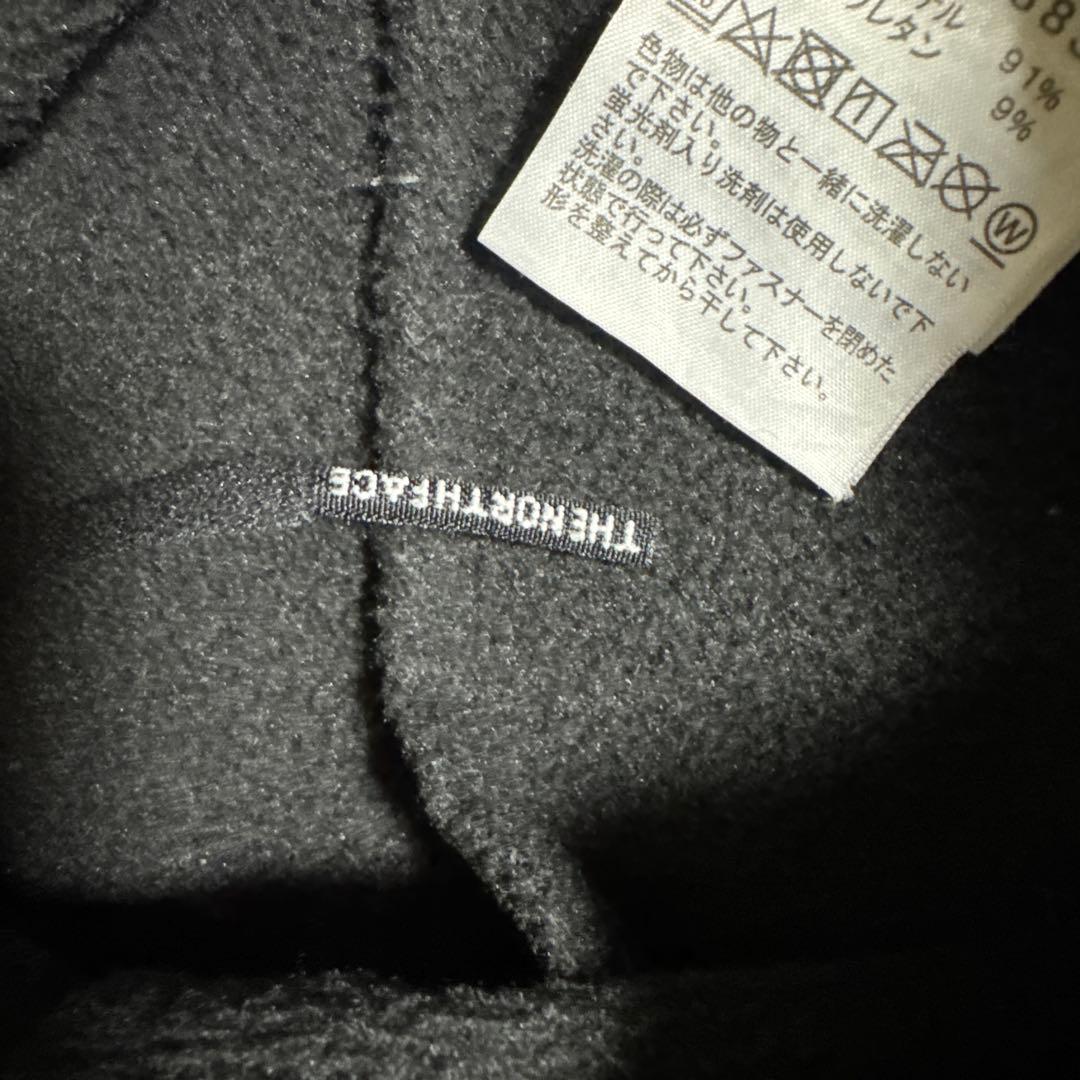 91%
9%
W
色物は他の物と一緒に洗濯しない
で下さい。
蛍光剤入り洗剤は使用しないで下
さい。
洗濯の際は必ずファスナーを閉めた
状態で行って下さい。
形を整えてから干して下さい。
THE NORTH FACE